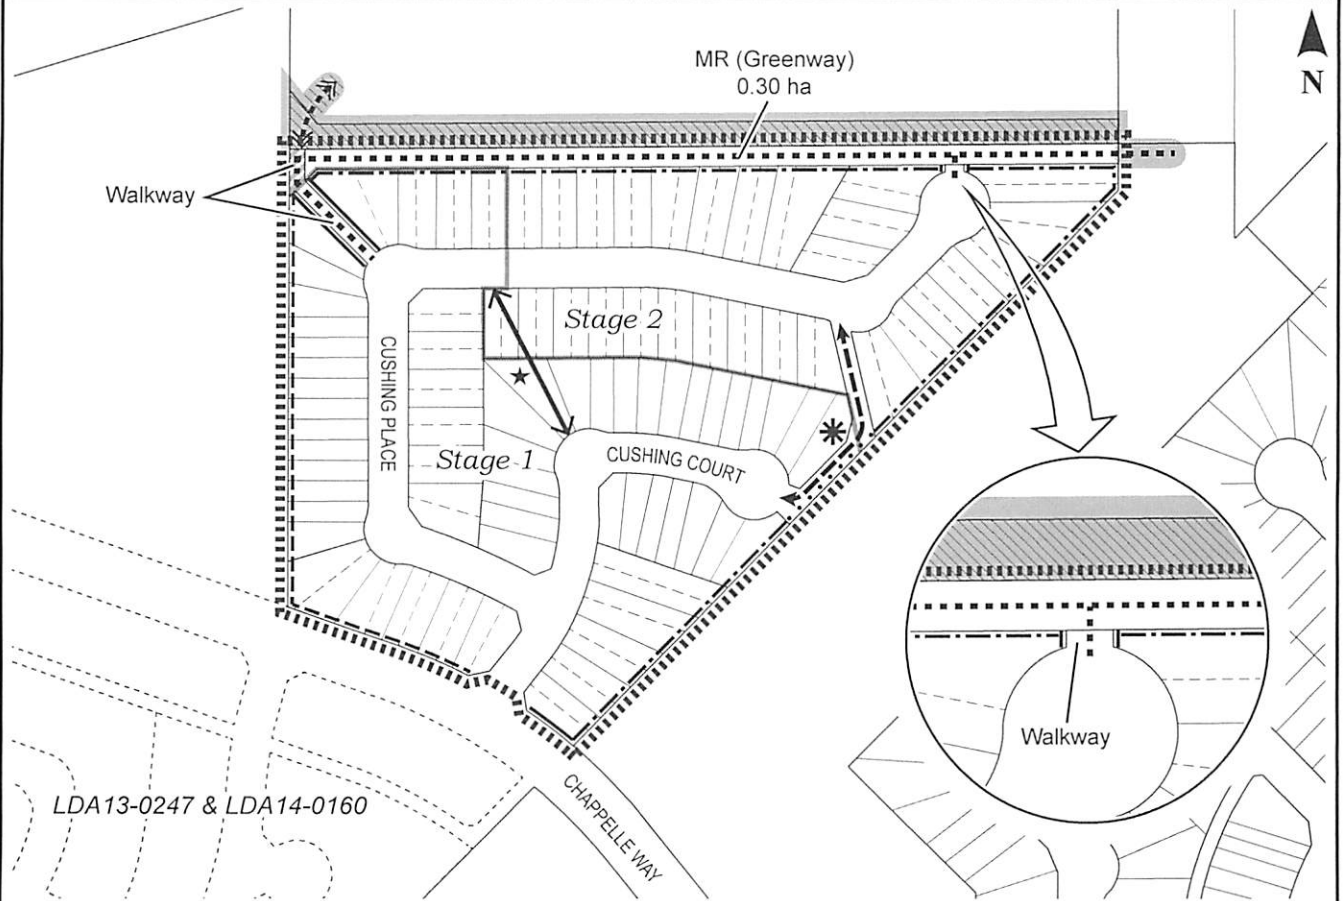 MR (Greenway)
0.30 ha
N
Walkway
Stage 2
CUSHING PLACE
Stage 1
CUSHING COURT
Walkway
LDA13-0247 & LDA14-0160
CHAPPELLE WAY